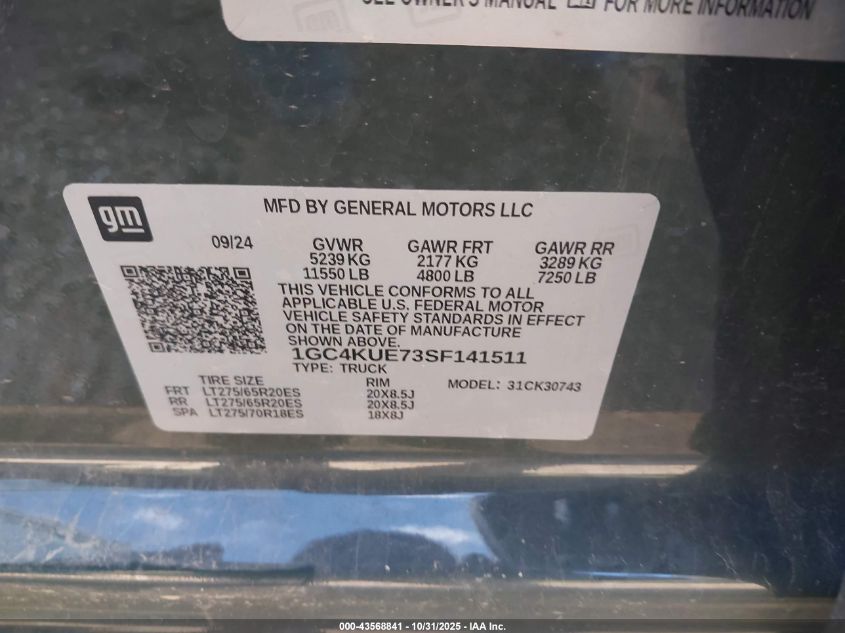 SEE OWNER'S MANUAL FOR MORE INFORMATION
gm
MFD BY GENERAL MOTORS LLC
09/24
GVWR GAWR FRT GAWR RR
5239 KG 2177 KG 3289 KG
11550 LB 4800 LB 7250 LB
THIS VEHICLE CONFORMS TO ALL
APPLICABLE U.S. FEDERAL MOTOR
VEHICLE SAFETY STANDARDS IN EFFECT
ON THE DATE OF MANUFACTURE
SHOWN ABOVE.
1GC4KUE73SF141511
TYPE: TRUCK
TIRE SIZE RIM MODEL: 31CK30743
FRT LT275/65R20ES 20X8.5J
RR LT275/65R20ES 20X8.5J
SPA LT275/70R18ES 18X8J
000-43568841 - 10/31/2025 - IAA Inc.